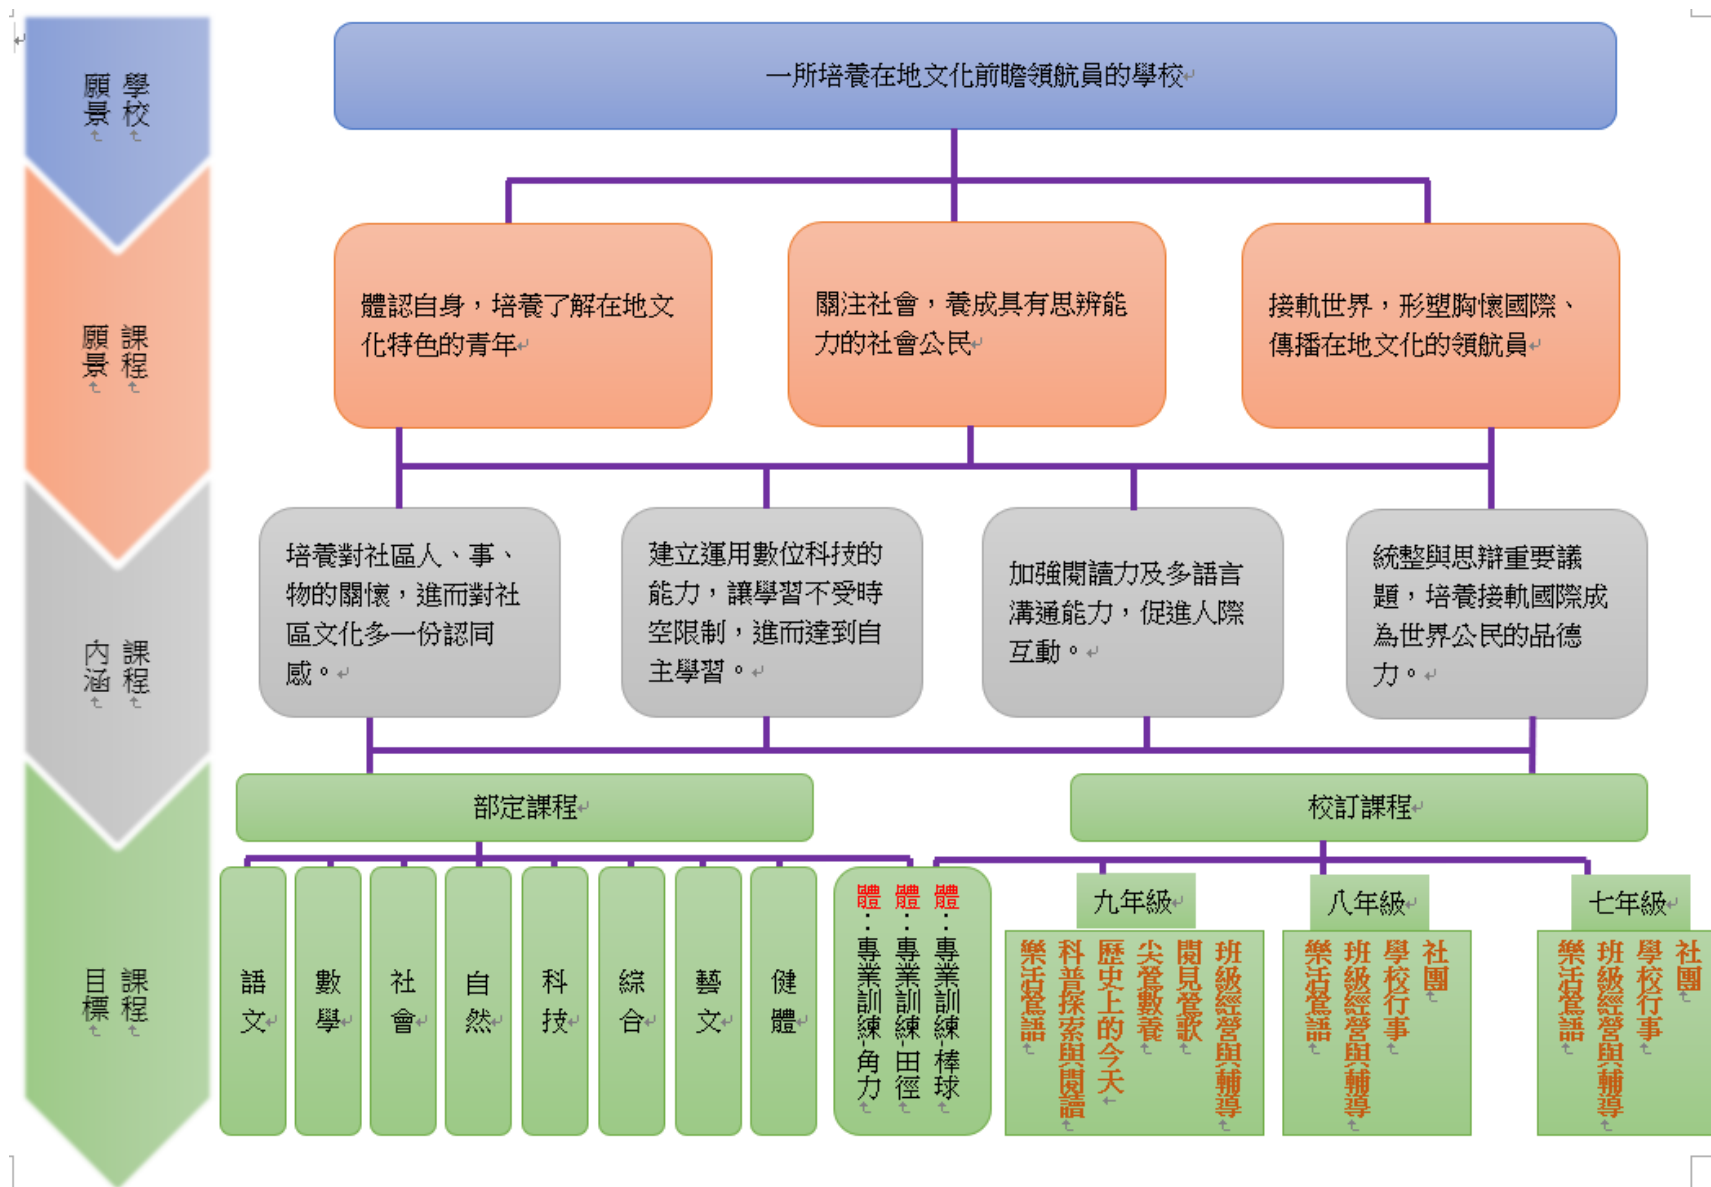 學校
願景
一所培養在地文化前瞻領航員的學校
課程
願景
體認自身，培養了解在地文
化特色的青年
關注社會，養成具有思辨能
力的社會公民
接軌世界，形塑胸懷國際、
傳播在地文化的領航員
課程
內涵
培養對社區人、事、
物的關懷，進而對社
區文化多一份認同
感。
建立運用數位科技的
能力，讓學習不受時
空限制，進而達到自
主學習。
加強閱讀力及多語言
溝通能力，促進人際
互動。
統整與思辯重要議
題，培養接軌國際成
為世界公民的品德
力。
課程
目標
部定課程
校訂課程
語文
數學
社會
自然
科技
綜合
藝文
健體
體：專業訓練-棒球
體：專業訓練-田徑
體：專業訓練-角力
九年級
班級經營與輔導
閱見鶯歌
尖鶯數養
歷史上的今天
科普探索與閱讀
樂活鶯語
八年級
社團
學校行事
班級經營與輔導
樂活鶯語
七年級
社團
學校行事
班級經營與輔導
樂活鶯語